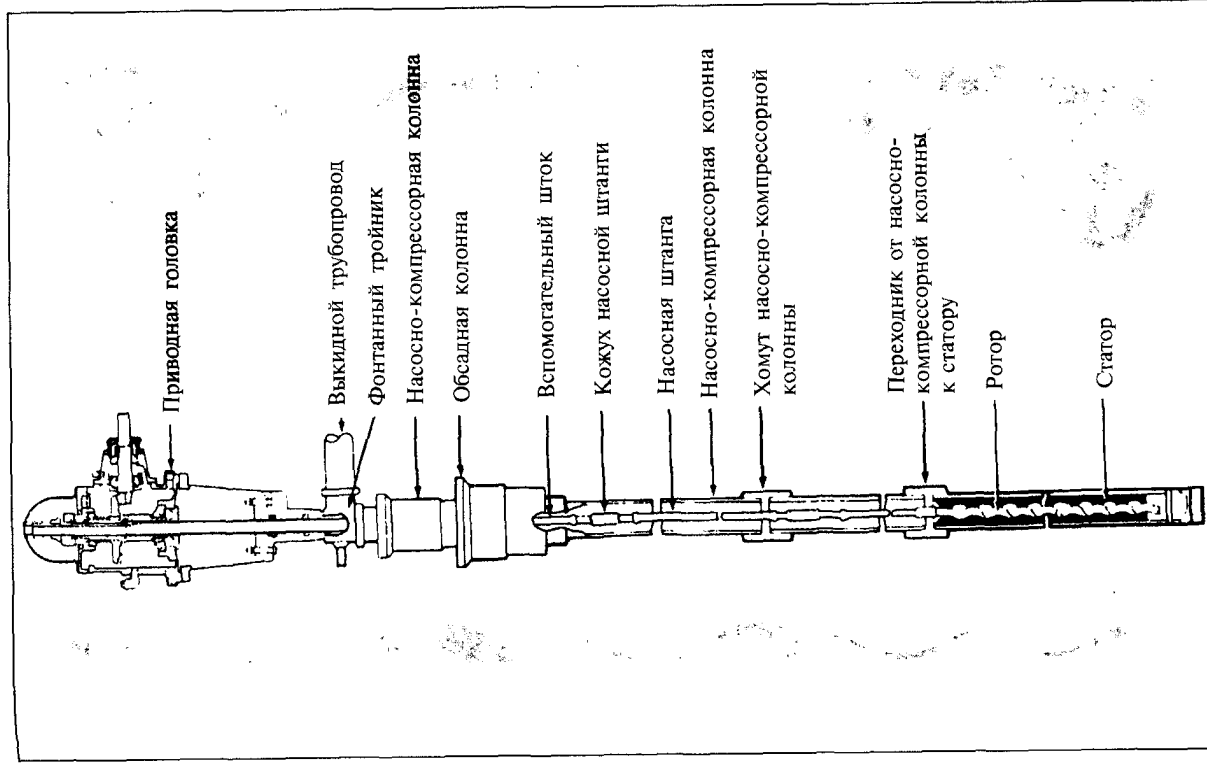 Приводная головка
Выкидной трубопровод
Фонтанный тройник
Насосно-компрессорная колонна
Обсадная колонна
Вспомогательный шток
Кожух насосной штанги
Насосная штанга
Насосно-компрессорная колонна
Хомут насосно-компрессорной
колонны
Переходник от насосно-
компрессорной колонны
к статору
Ротор
Статор